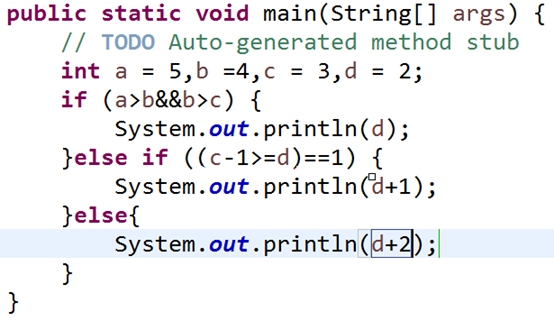 public static void main(String[] args) {
    // TODO Auto-generated method stub
    int a = 5,b =4,c = 3,d = 2;
    if (a>b&&b>c) {
        System.out.println(d);
    }else if ((c-1>=d)==1) {
        System.out.println(d+1);
    }else{
        System.out.println(d+2);
    }
}